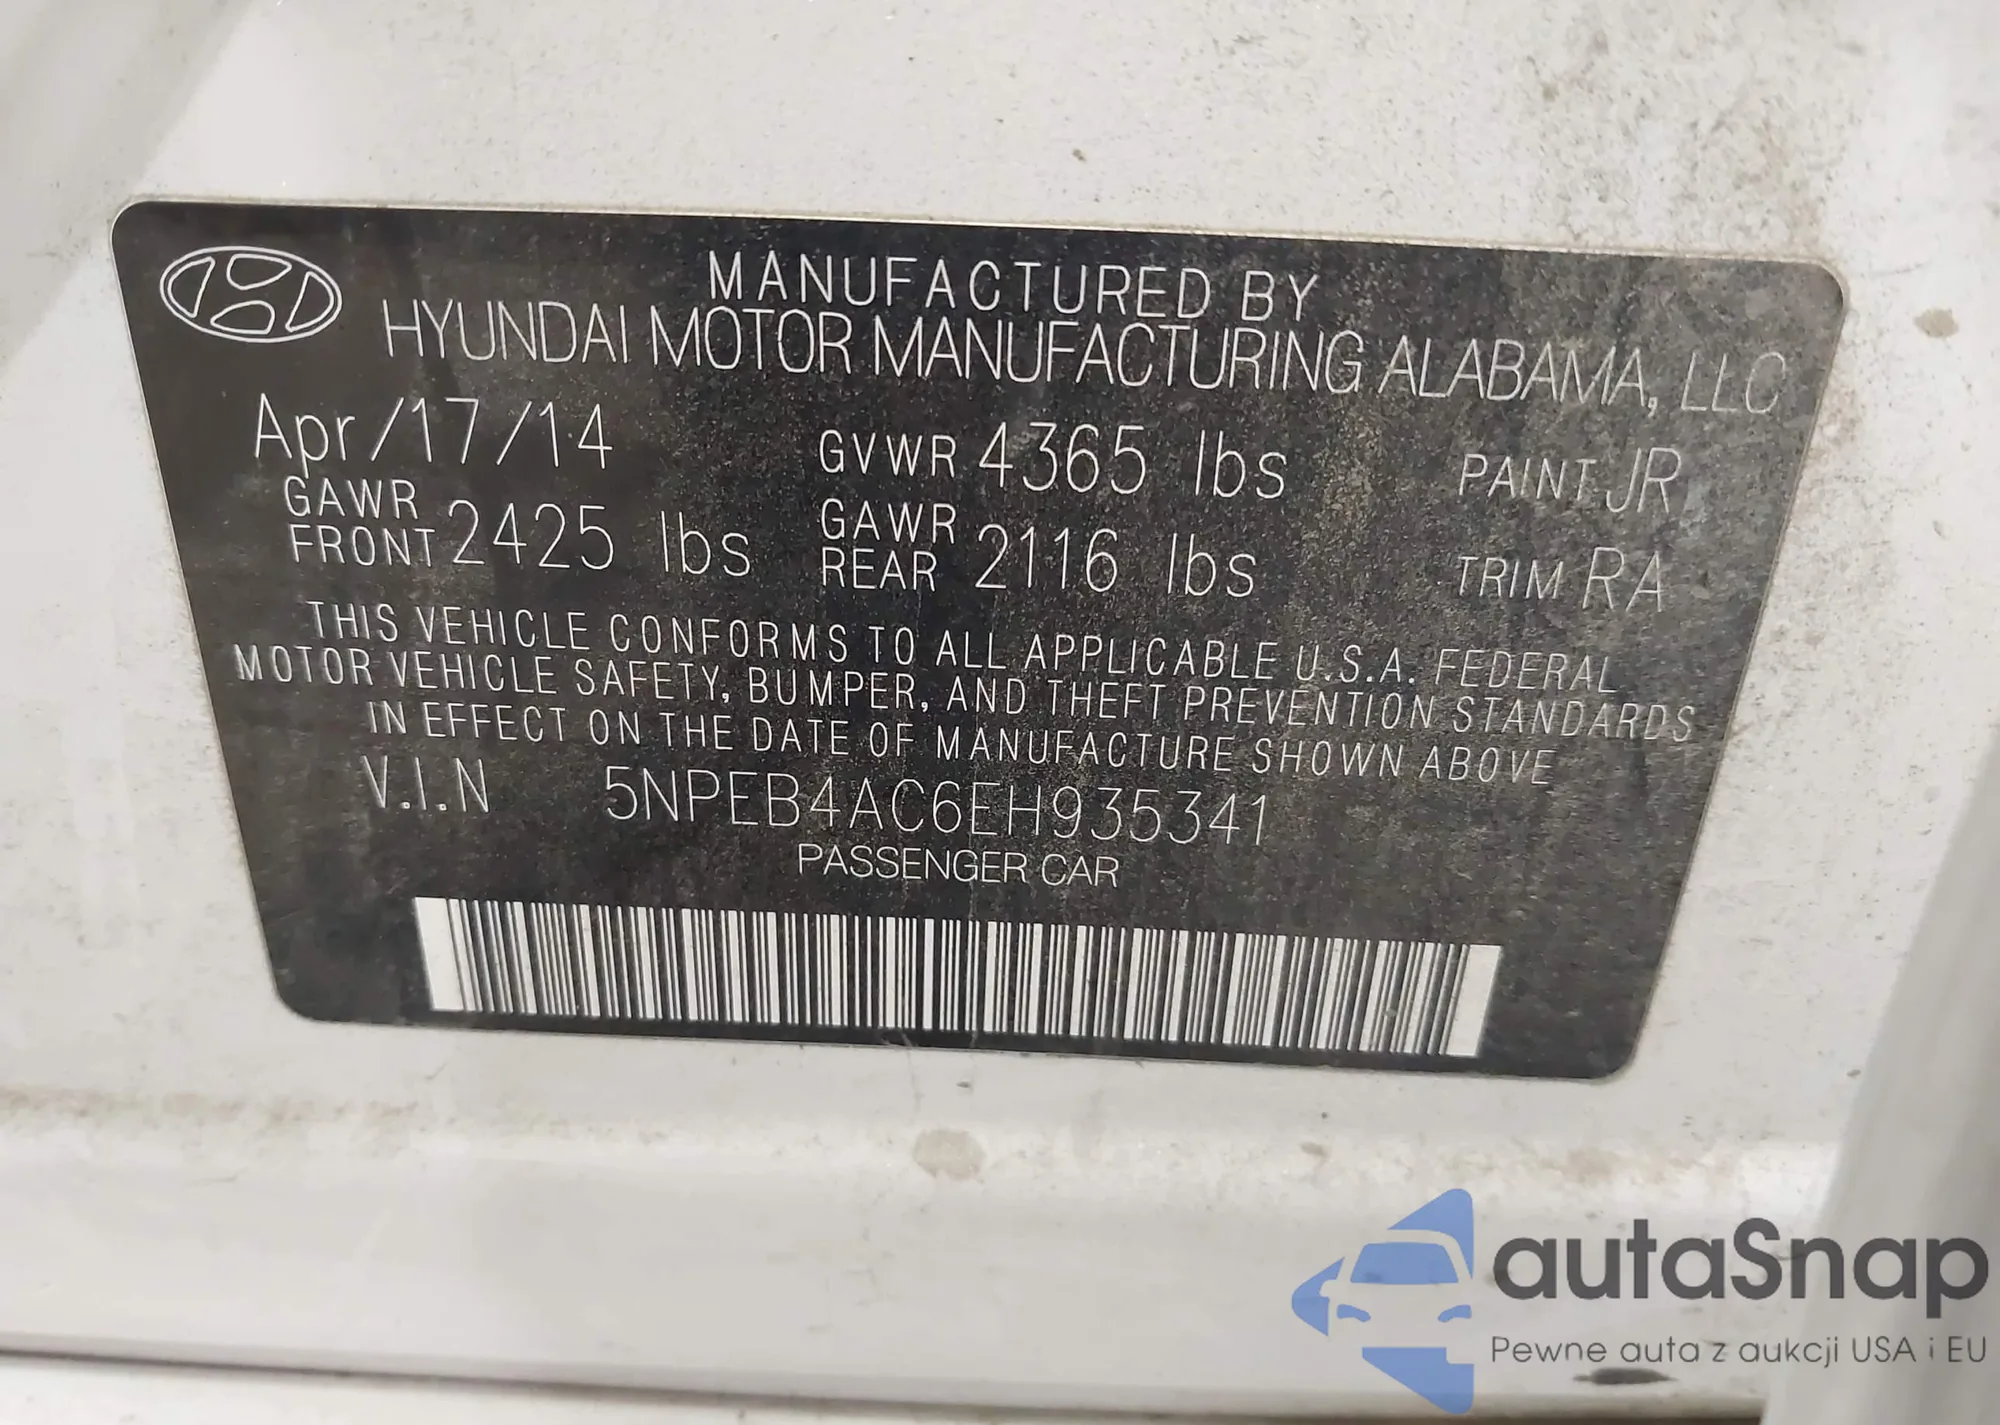 MANUFACTURED BY
HYUNDAI MOTOR MANUFACTURING ALABAMA, LLC
Apr/17/14 GVWR 4365 lbs PAINT JR
GAWR FRONT 2425 lbs GAWR REAR 2116 lbs TRIM RA
THIS VEHICLE CONFORMS TO ALL APPLICABLE U.S.A. FEDERAL
MOTOR VEHICLE SAFETY, BUMPER, AND THEFT PREVENTION STANDARDS
IN EFFECT ON THE DATE OF MANUFACTURE SHOWN ABOVE
V.I.N 5NPEB4AC6EH935341
PASSENGER CAR
autaSnap
Pewne auta z aukcji USA i EU